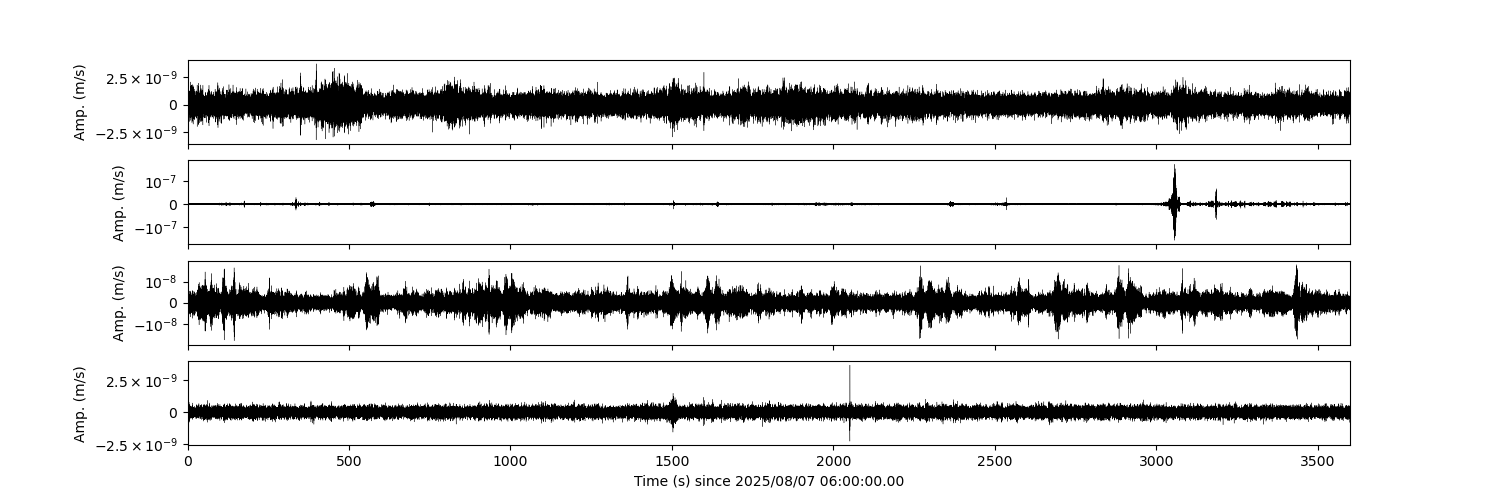 Amp. (m/s)
2.5 × 10⁻⁹
0
−2.5 × 10⁻⁹
Amp. (m/s)
10⁻⁷
0
−10⁻⁷
Amp. (m/s)
10⁻⁸
0
−10⁻⁸
Amp. (m/s)
2.5 × 10⁻⁹
0
−2.5 × 10⁻⁹
0 500 1000 1500 2000 2500 3000 3500
Time (s) since 2025/08/07 06:00:00.00